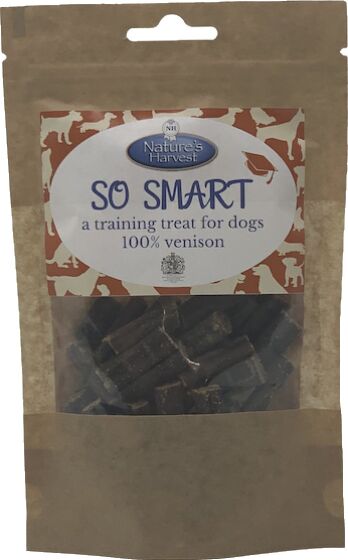 NH
Nature's
Harvest
SO SMART
a training treat for dogs
100% venison